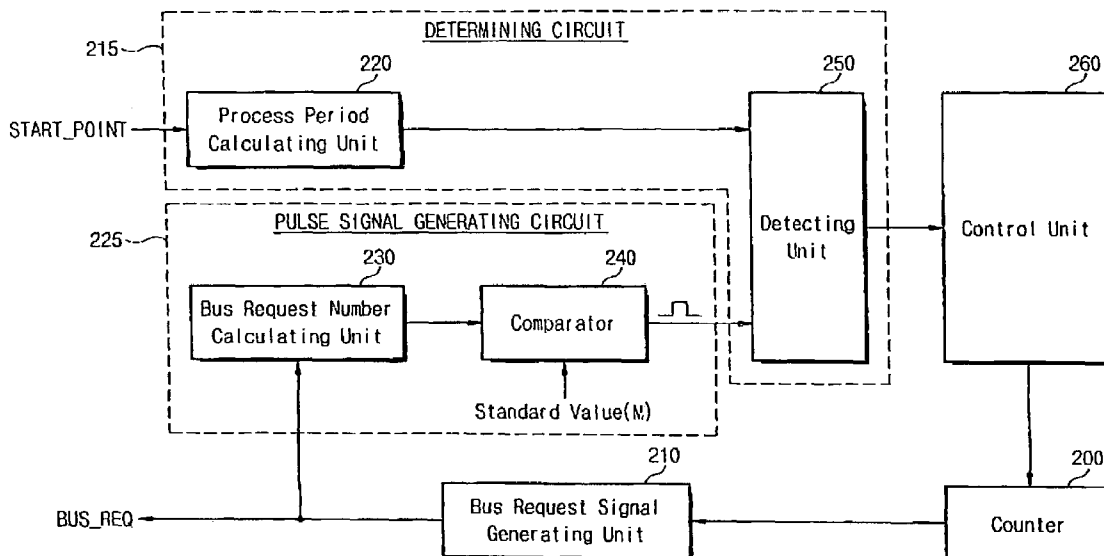 DETERMINING CIRCUIT
215
220
250
260
START_POINT
Process Period
Calculating Unit
Detecting
Unit
Control Unit
PULSE SIGNAL GENERATING CIRCUIT
225
230
240
Bus Request Number
Calculating Unit
Comparator
Standard Value(M)
210
200
BUS_REQ
Bus Request Signal
Generating Unit
Counter